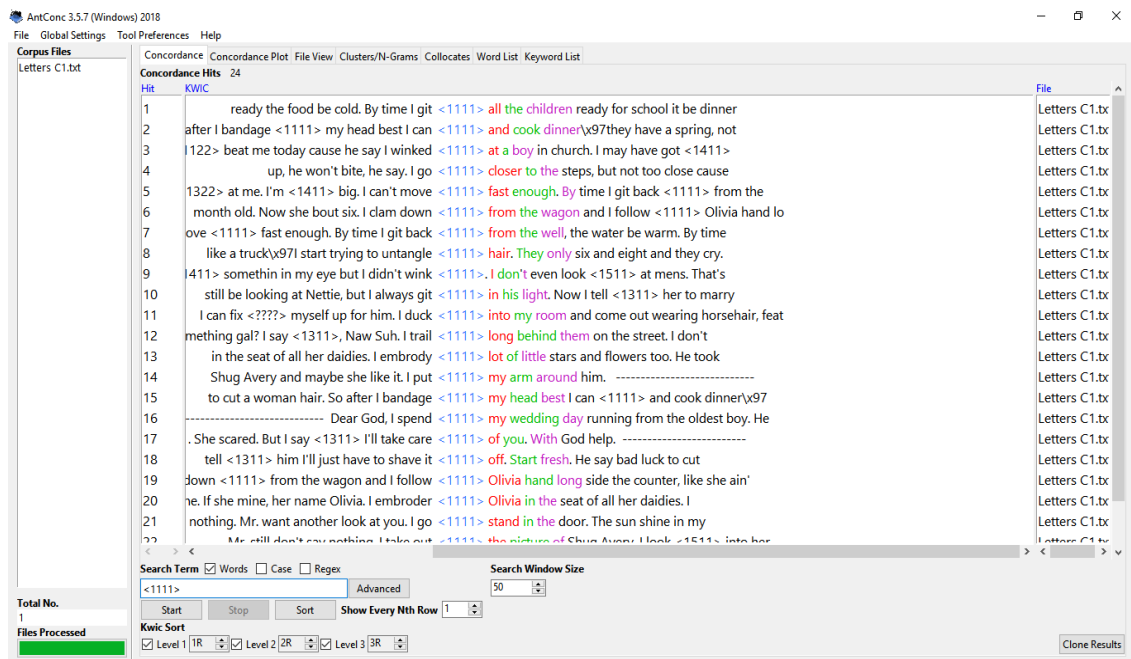 AntConc 3.5.7 (Windows) 2018
File Global Settings Tool Preferences Help
Corpus Files
Letters C1.txt
Concordance Concordance Plot File View Clusters/N-Grams Collocates Word List Keyword List
Concordance Hits 24
Hit KWIC File
1 ready the food be cold. By time I git <1111> all the children ready for school it be dinner Letters C1.tx
2 after I bandage <1111> my head best I can <1111> and cook dinner\x97they have a spring, not Letters C1.tx
3 1122> beat me today cause he say I winked <1111> at a boy in church. I may have got <1411> Letters C1.tx
4 up, he won't bite, he say. I go <1111> closer to the steps, but not too close cause Letters C1.tx
5 1322> at me. I'm <1411> big. I can't move <1111> fast enough. By time I git back <1111> from the Letters C1.tx
6 month old. Now she bout six. I clam down <1111> from the wagon and I follow <1111> Olivia hand lo Letters C1.tx
7 ove <1111> fast enough. By time I git back <1111> from the well, the water be warm. By time Letters C1.tx
8 like a truck\x97I start trying to untangle <1111> hair. They only six and eight and they cry. Letters C1.tx
9 1411> somethin in my eye but I didn't wink <1111>. I don't even look <1511> at mens. That's Letters C1.tx
10 still be looking at Nettie, but I always git <1111> in his light. Now I tell <1311> her to marry Letters C1.tx
11 I can fix <????> myself up for him. I duck <1111> into my room and come out wearing horsehair, feat Letters C1.tx
12 mething gal? I say <1311>, Naw Suh. I trail <1111> long behind them on the street. I don't Letters C1.tx
13 in the seat of all her daidies. I embrody <1111> lot of little stars and flowers too. He took Letters C1.tx
14 Shug Avery and maybe she like it. I put <1111> my arm around him. ---------------------------- Letters C1.tx
15 to cut a woman hair. So after I bandage <1111> my head best I can <1111> and cook dinner\x97 Letters C1.tx
16 ---------------------------- Dear God, I spend <1111> my wedding day running from the oldest boy. He Letters C1.tx
17 . She scared. But I say <1311> I'll take care <1111> of you. With God help. ------------------------- Letters C1.tx
18 tell <1311> him I'll just have to shave it <1111> off. Start fresh. He say bad luck to cut Letters C1.tx
19 down <1111> from the wagon and I follow <1111> Olivia hand long side the counter, like she ain' Letters C1.tx
20 he. If she mine, her name Olivia. I embroder <1111> Olivia in the seat of all her daidies. I Letters C1.tx
21 nothing. Mr. want another look at you. I go <1111> stand in the door. The sun shine in my Letters C1.tx
22 Mr. still don't say nothing. I take out <1111> the picture of Shug Avery. I look <1511> into her Letters C1.tx
Search Term Words Case Regex Search Window Size
<1111> Advanced 50
Total No.
1
Start Stop Sort Show Every Nth Row 1
Files Processed
Kwic Sort
Level 1 1R Level 2 2R Level 3 3R Clone Results